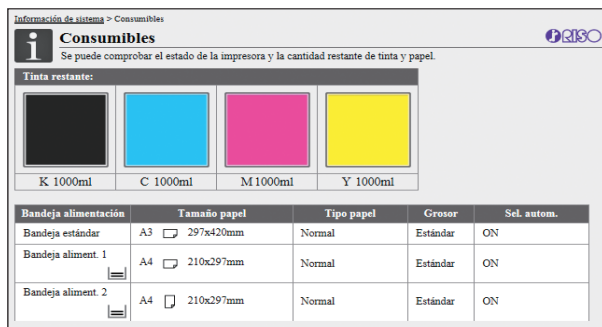 Información de sistema > Consumibles
i
Consumibles
RISO
Se puede comprobar el estado de la impresora y la cantidad restante de tinta y papel.
Tinta restante:
K 1000ml C 1000ml M1000ml Y 1000ml
Bandeja alimentación Tamaño papel Tipo papel Grosor Sel. autom.
Bandeja estándar A3 297x420mm Normal Estándar ON
Bandeja aliment. 1 A4 210x297mm Normal Estándar ON
Bandeja aliment. 2 A4 210x297mm Normal Estándar ON